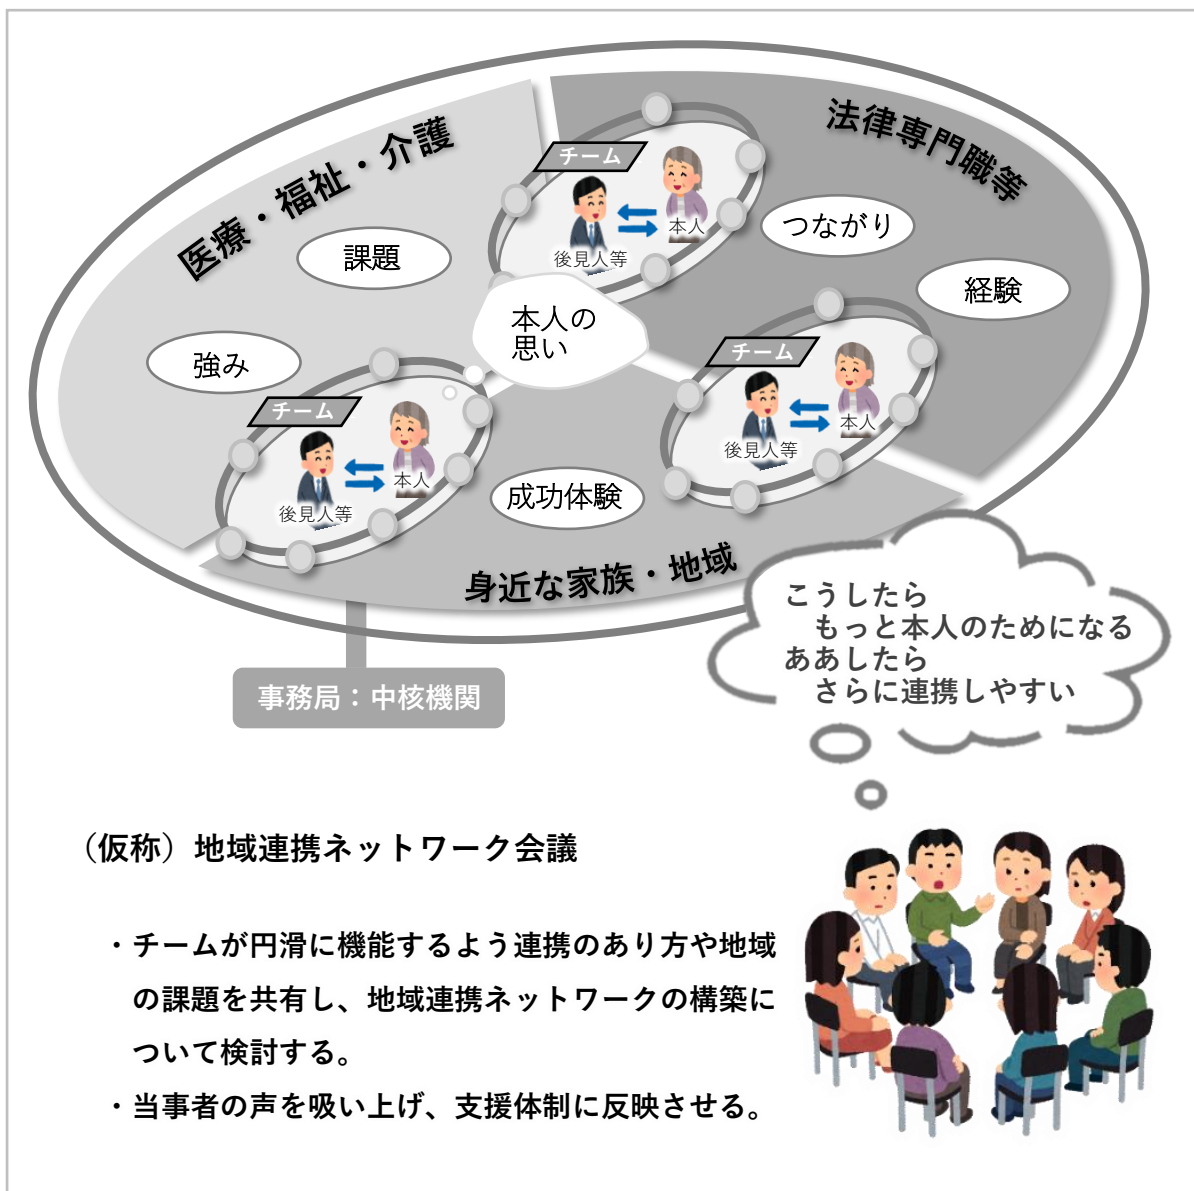 医療・福祉・介護
法律専門職等
チーム
本人
後見人等
課題
つながり
経験
本人の
思い
強み
チーム
本人
後見人等
チーム
本人
後見人等
成功体験
身近な家族・地域
事務局：中核機関
こうしたら
もっと本人のためになる
ああしたら
さらに連携しやすい
（仮称）地域連携ネットワーク会議
・チームが円滑に機能するよう連携のあり方や地域
の課題を共有し、地域連携ネットワークの構築に
ついて検討する。
・当事者の声を吸い上げ、支援体制に反映させる。